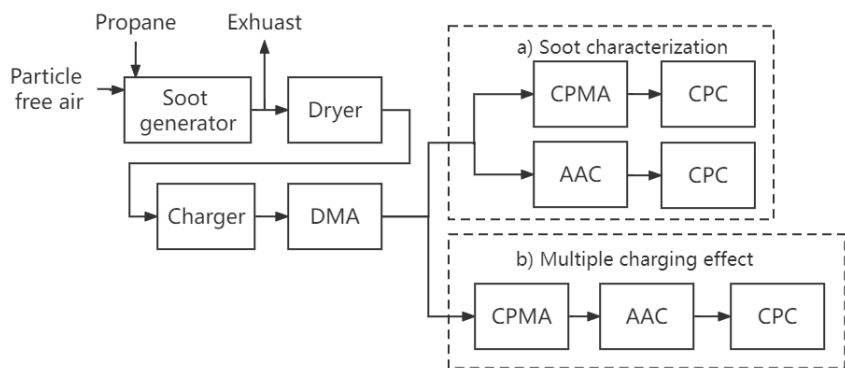 Propane
Exhuast
Particle
free air
Soot
generator
Dryer
Charger
DMA
a) Soot characterization
CPMA
CPC
AAC
CPC
b) Multiple charging effect
CPMA
AAC
CPC